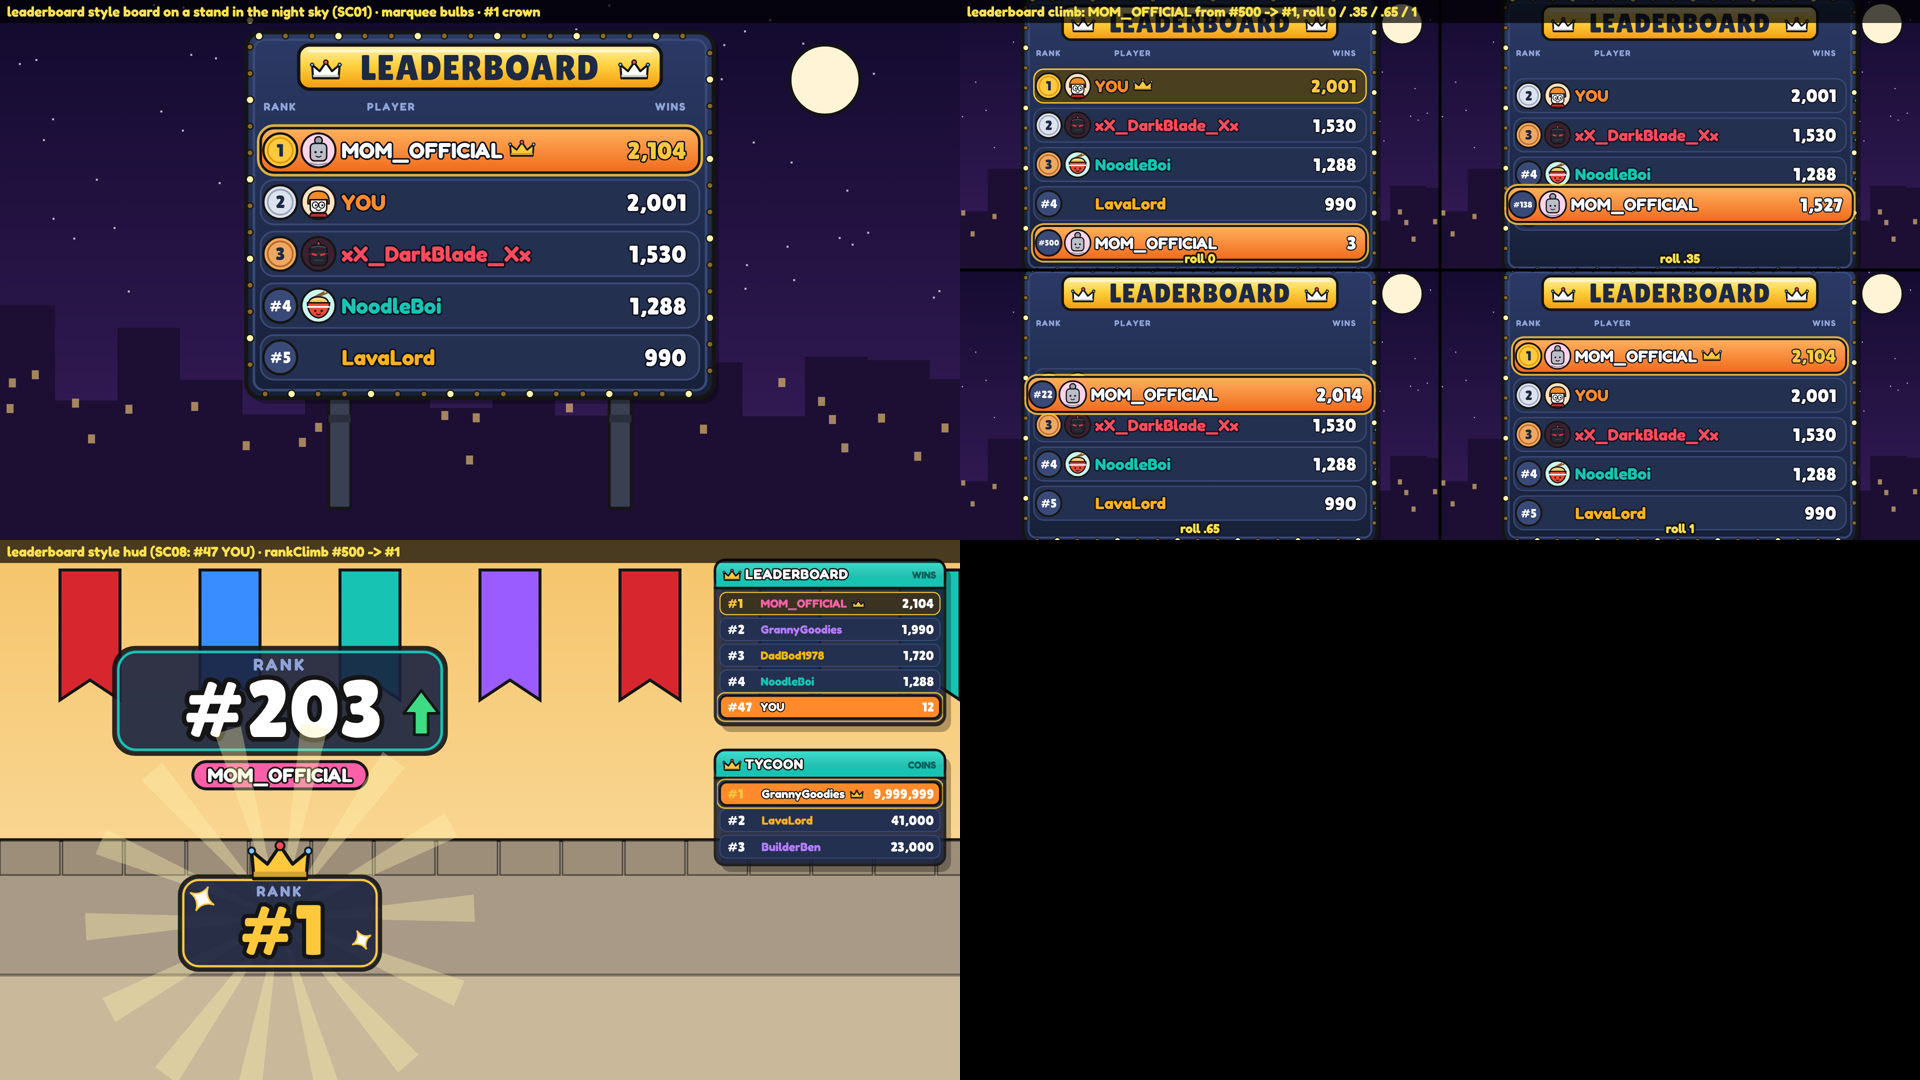 leaderboard style board on a stand in the night sky (SC01) · marquee bulbs · #1 crown
LEADERBOARD
RANK PLAYER WINS
1 MOM_OFFICIAL 2,104
2 YOU 2,001
3 xX_DarkBlade_Xx 1,530
#4 NoodleBoi 1,288
#5 LavaLord 990
leaderboard climb: MOM_OFFICIAL from #500 -> #1, roll 0 / .35 / .65 / 1
LEADERBOARD
RANK PLAYER WINS
1 YOU 2,001
2 xX_DarkBlade_Xx 1,530
3 NoodleBoi 1,288
#4 LavaLord 990
#500 MOM_OFFICIAL 3
roll 0
LEADERBOARD
RANK PLAYER WINS
2 YOU 2,001
3 xX_DarkBlade_Xx 1,530
#4 NoodleBoi 1,288
#138 MOM_OFFICIAL 1,527
roll .35
LEADERBOARD
RANK PLAYER WINS
#22 MOM_OFFICIAL 2,014
3 xX_DarkBlade_Xx 1,530
#4 NoodleBoi 1,288
#5 LavaLord 990
roll .65
LEADERBOARD
RANK PLAYER WINS
1 MOM_OFFICIAL 2,104
2 YOU 2,001
3 xX_DarkBlade_Xx 1,530
#4 NoodleBoi 1,288
#5 LavaLord 990
roll 1
leaderboard style hud (SC08: #47 YOU) · rankClimb #500 -> #1
RANK
#203
MOM_OFFICIAL
RANK
#1
LEADERBOARD WINS
#1 MOM_OFFICIAL 2,104
#2 GrannyGoodies 1,990
#3 DadBod1978 1,720
#4 NoodleBoi 1,288
#47 YOU 12
TYCOON COINS
#1 GrannyGoodies 9,999,999
#2 LavaLord 41,000
#3 BuilderBen 23,000